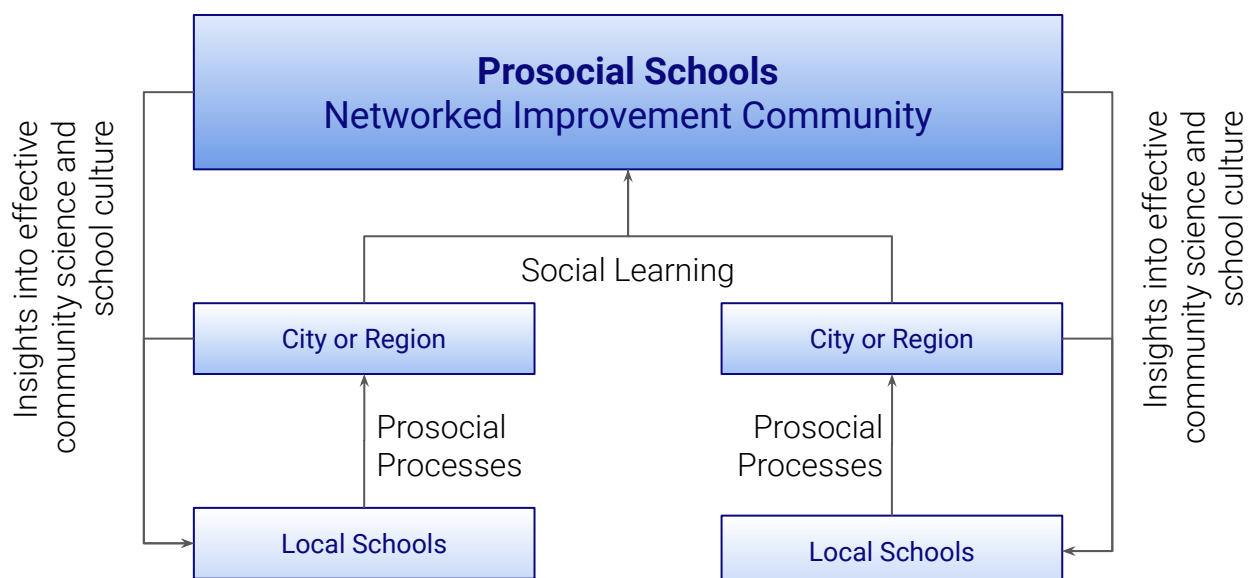 Prosocial Schools
Networked Improvement Community
Insights into effective
community science and
school culture
Insights into effective
community science and
school culture
Social Learning
City or Region
City or Region
Prosocial
Processes
Prosocial
Processes
Local Schools
Local Schools